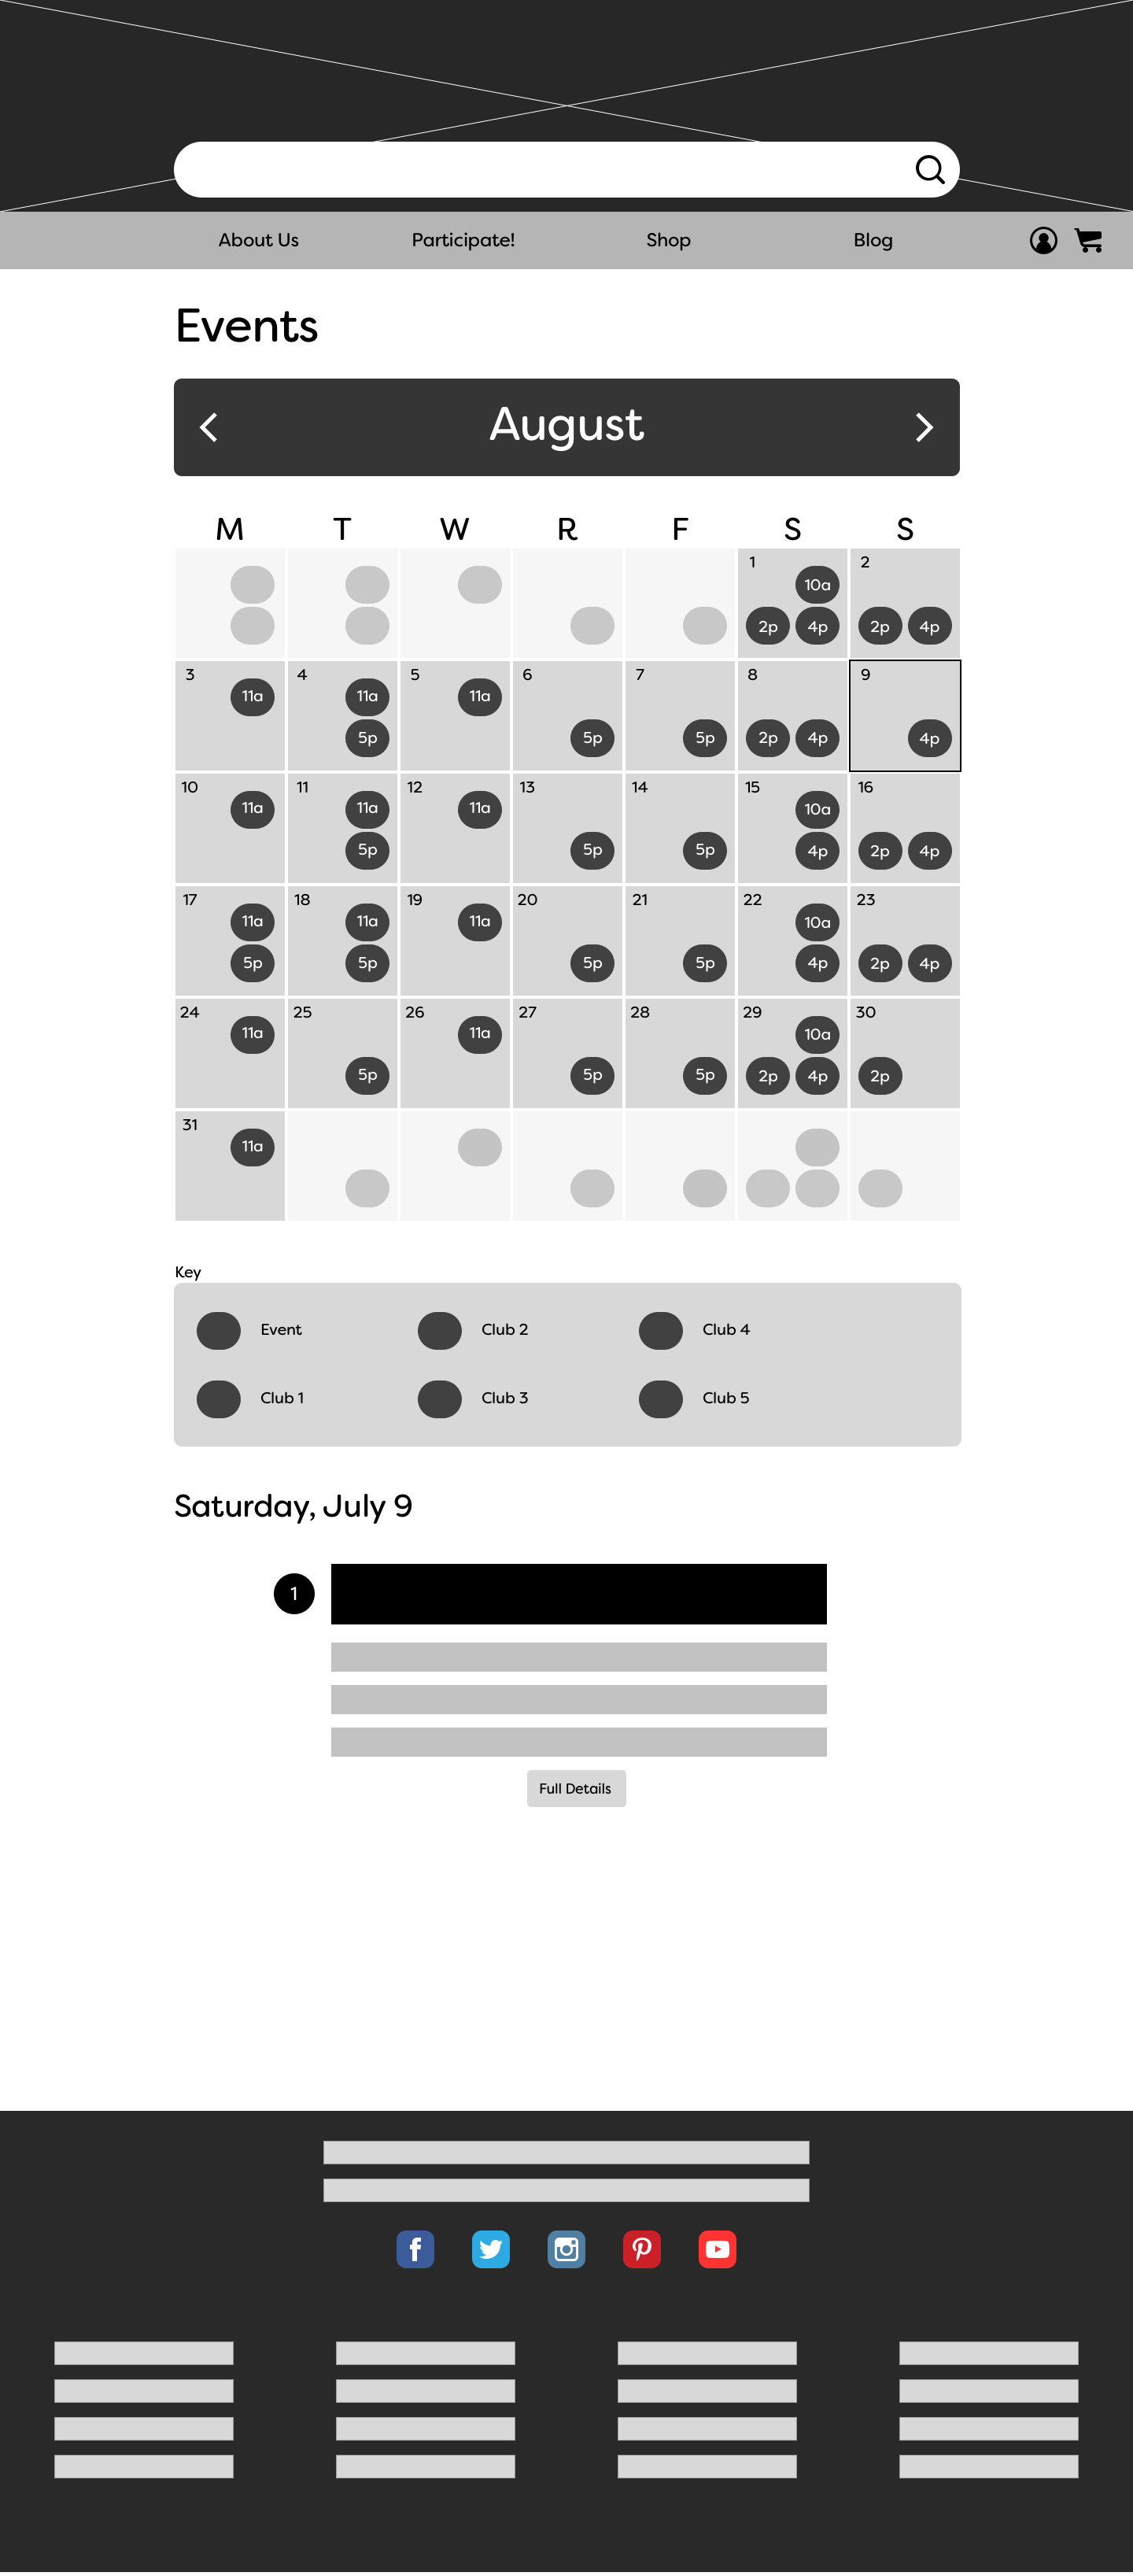 About Us Participate! Shop Blog
Events
August
M T W R F S S
1 10a 2
2p 4p 2p 4p
3 11a 4 11a 5 11a 6 7 8 9
5p 5p 5p 2p 4p 4p
10 11a 11 11a 12 11a 13 14 15 10a 16
5p 5p 5p 4p 2p 4p
17 11a 18 11a 19 11a 20 21 22 10a 23
5p 5p 5p 5p 4p 2p 4p
24 11a 25 26 11a 27 28 29 10a 30
5p 5p 5p 2p 4p 2p
31 11a
Key
Event Club 2 Club 4
Club 1 Club 3 Club 5
Saturday, July 9
1
Full Details